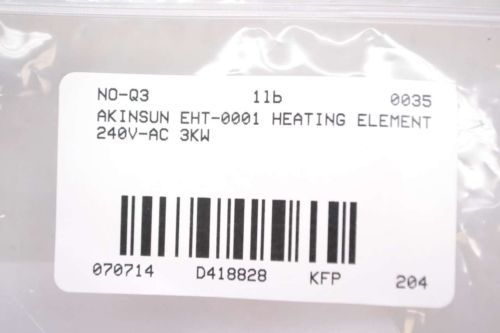 NO-Q3 1lb 0035
AKINSUN EHT-0001 HEATING ELEMENT
240V-AC 3KW
070714 D418828 KFP 204